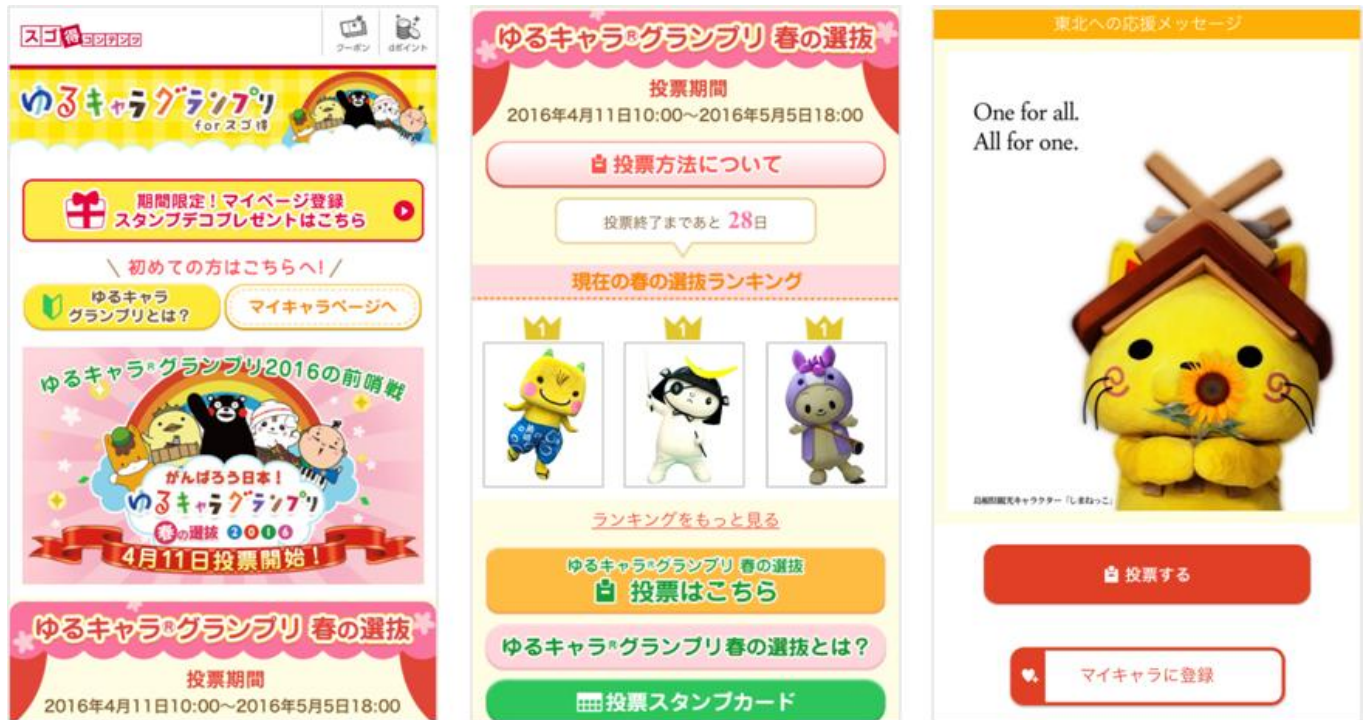 スゴ得コンテンツ
クーポン
dポイント
ゆるキャラグランプリ
forスゴ得
期間限定！マイページ登録
スタンプデコプレゼントはこちら
初めての方はこちらへ！
ゆるキャラ
グランプリとは？
マイキャラページへ
ゆるキャラ®グランプリ2016の前哨戦
がんばろう日本！
ゆるキャラグランプリ
春の選抜 2016
4月11日投票開始！
ゆるキャラ®グランプリ 春の選抜
投票期間
2016年4月11日10:00～2016年5月5日18:00
ゆるキャラ®グランプリ 春の選抜
投票期間
2016年4月11日10:00～2016年5月5日18:00
投票方法について
投票終了まであと 28日
現在の春の選抜ランキング
1
1
1
ランキングをもっと見る
ゆるキャラ®グランプリ 春の選抜
投票はこちら
ゆるキャラ®グランプリ春の選抜とは？
投票スタンプカード
東北への応援メッセージ
One for all.
All for one.
島根県観光キャラクター「しまねっこ」
投票する
マイキャラに登録